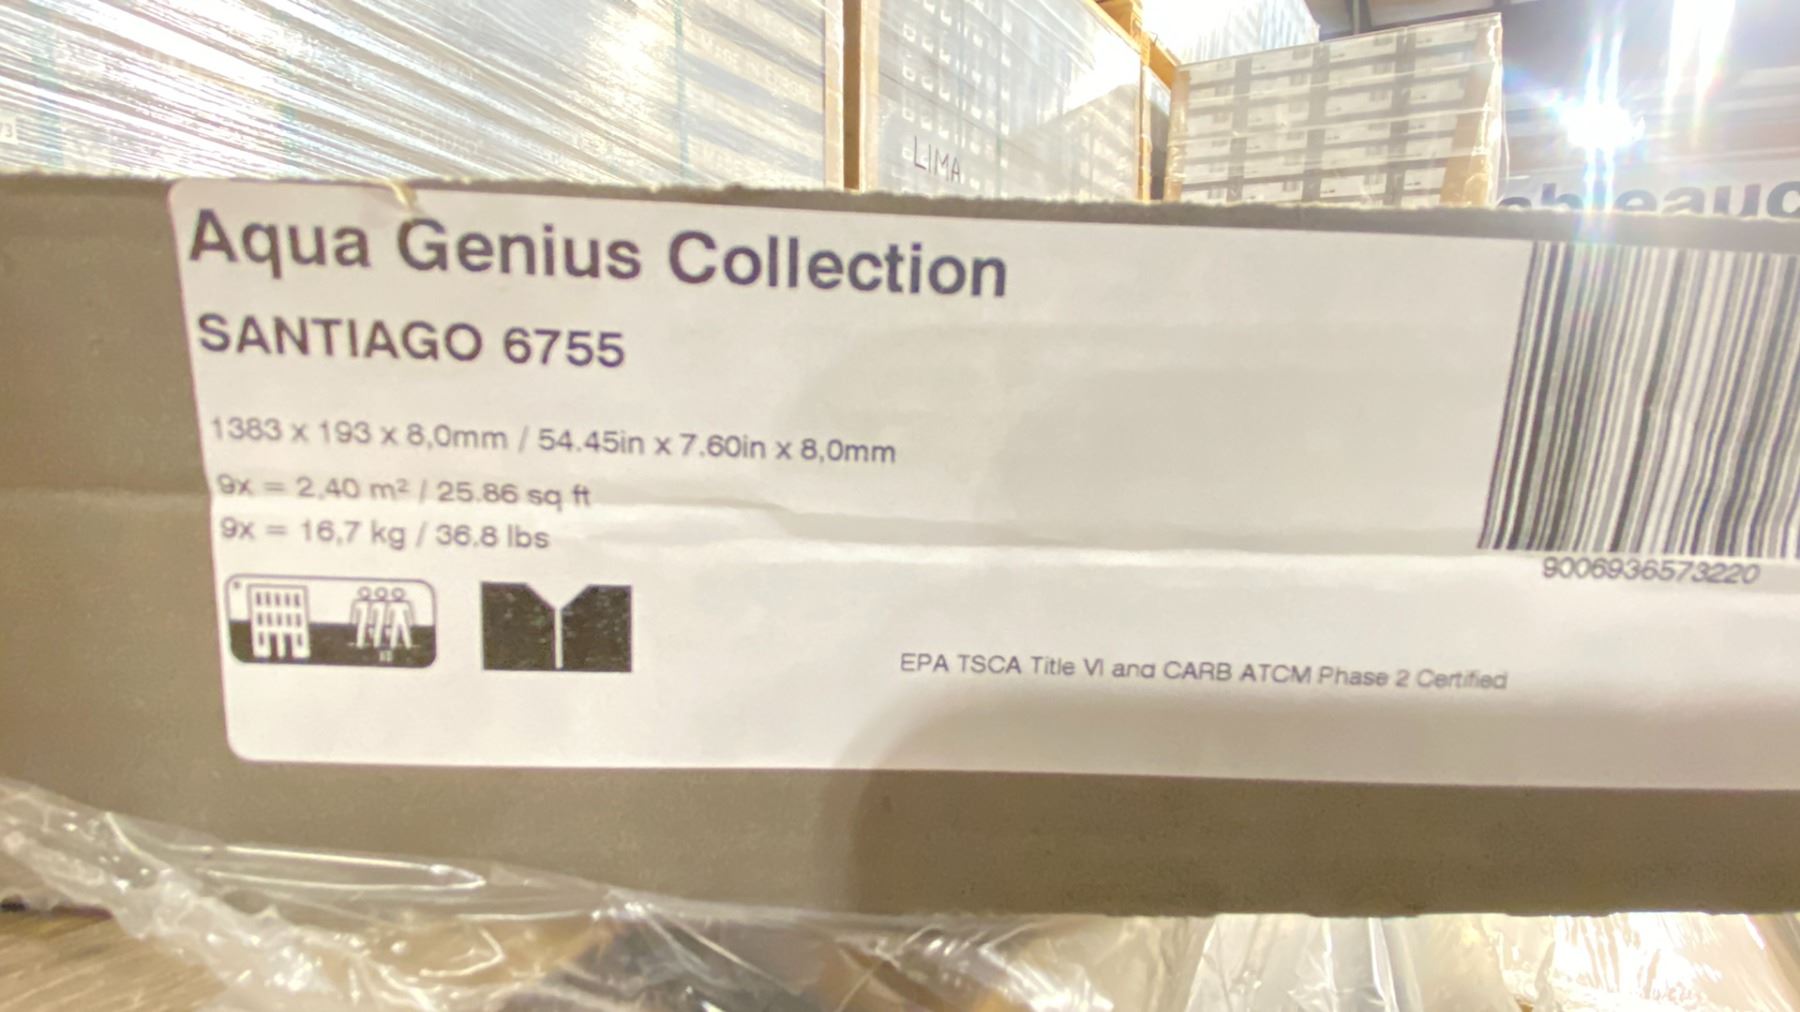 LIMA
Aqua Genius Collection
SANTIAGO 6755
1383 x 193 x 8,0mm / 54.45in x 7.60in x 8,0mm
9x = 2,40 m² / 25.86 sq ft
9x = 16,7 kg / 36.8 lbs
9006936573220
EPA TSCA Title VI and CARB ATCM Phase 2 Certified